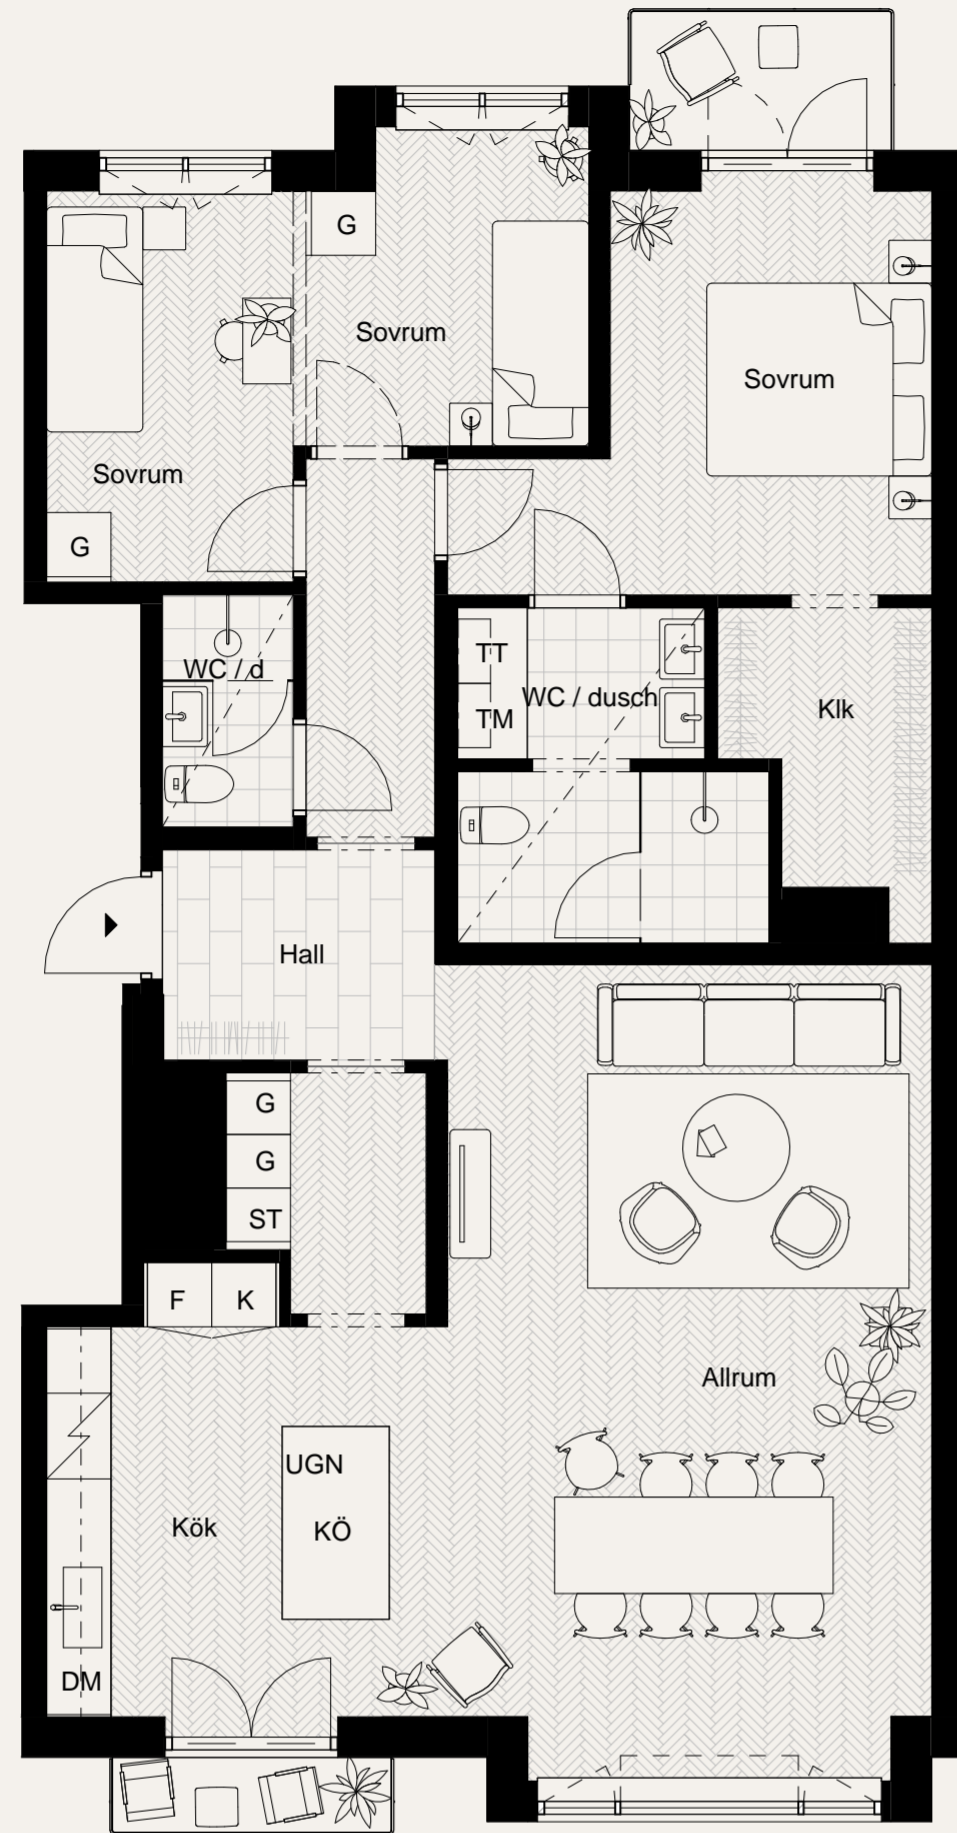 G
Sovrum
Sovrum
Sovrum
G
WC / d
TT
TM
WC / dusch
Klk
Hall
G
G
ST
F
K
Allrum
UGN
KÖ
Kök
DM